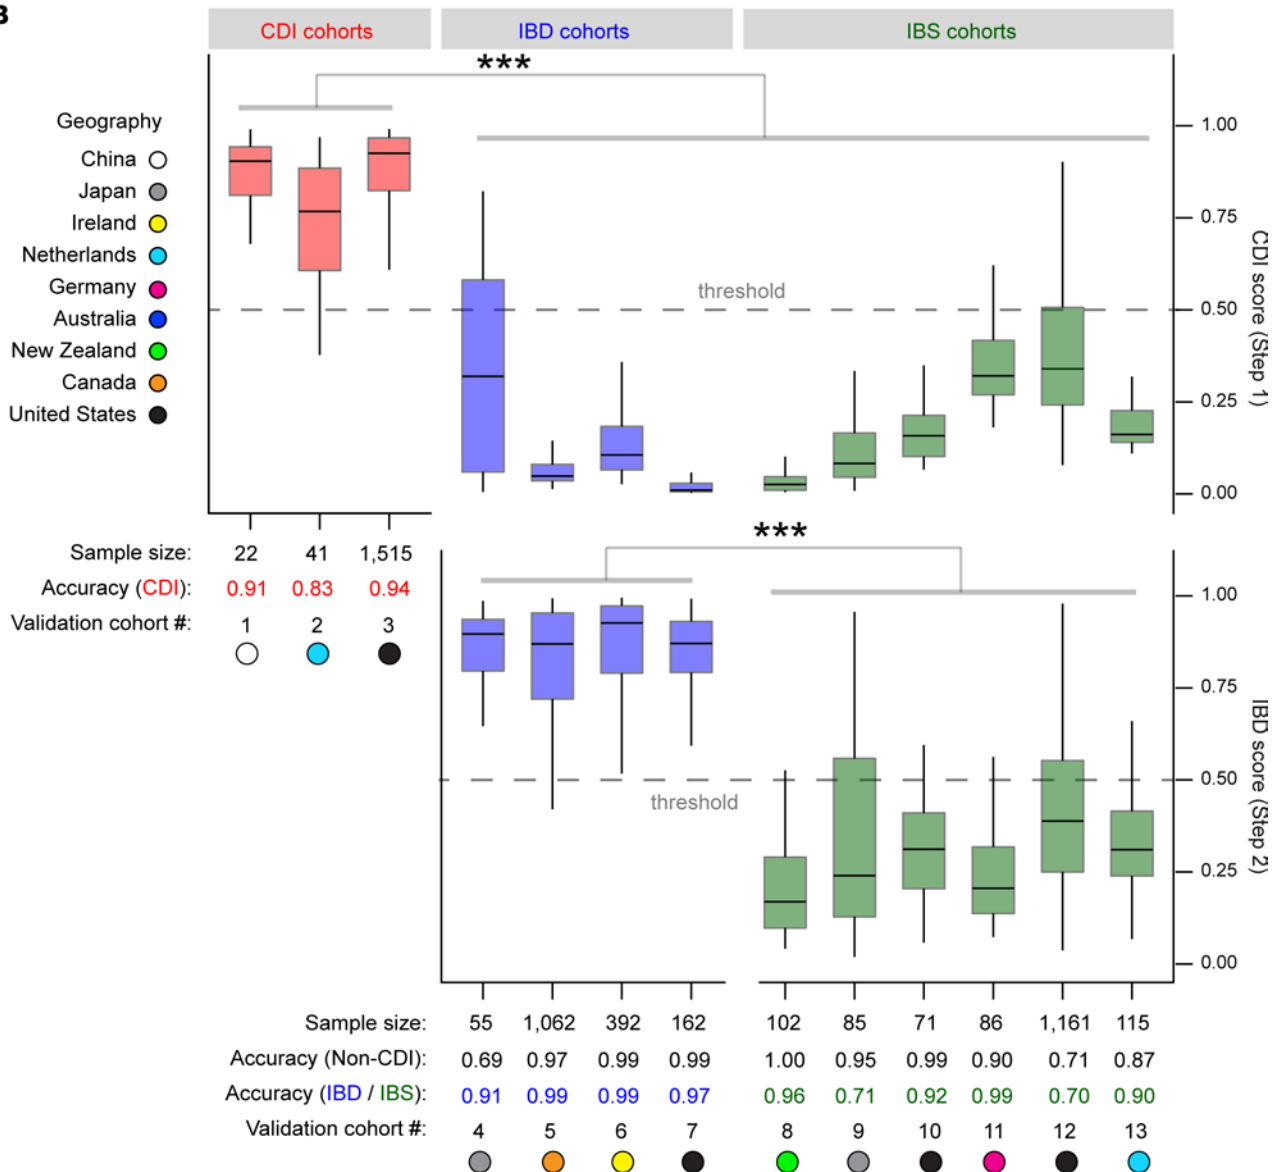 B
CDI cohorts IBD cohorts IBS cohorts
***
Geography
China
Japan
Ireland
Netherlands
Germany
Australia
New Zealand
Canada
United States
threshold
1.00
0.75
0.50
0.25
0.00
CDI score (Step 1)
Sample size: 22 41 1,515
Accuracy (CDI): 0.91 0.83 0.94
Validation cohort #: 1 2 3
***
threshold
1.00
0.75
0.50
0.25
0.00
IBD score (Step 2)
Sample size: 55 1,062 392 162 102 85 71 86 1,161 115
Accuracy (Non-CDI): 0.69 0.97 0.99 0.99 1.00 0.95 0.99 0.90 0.71 0.87
Accuracy (IBD / IBS): 0.91 0.99 0.99 0.97 0.96 0.71 0.92 0.99 0.70 0.90
Validation cohort #: 4 5 6 7 8 9 10 11 12 13